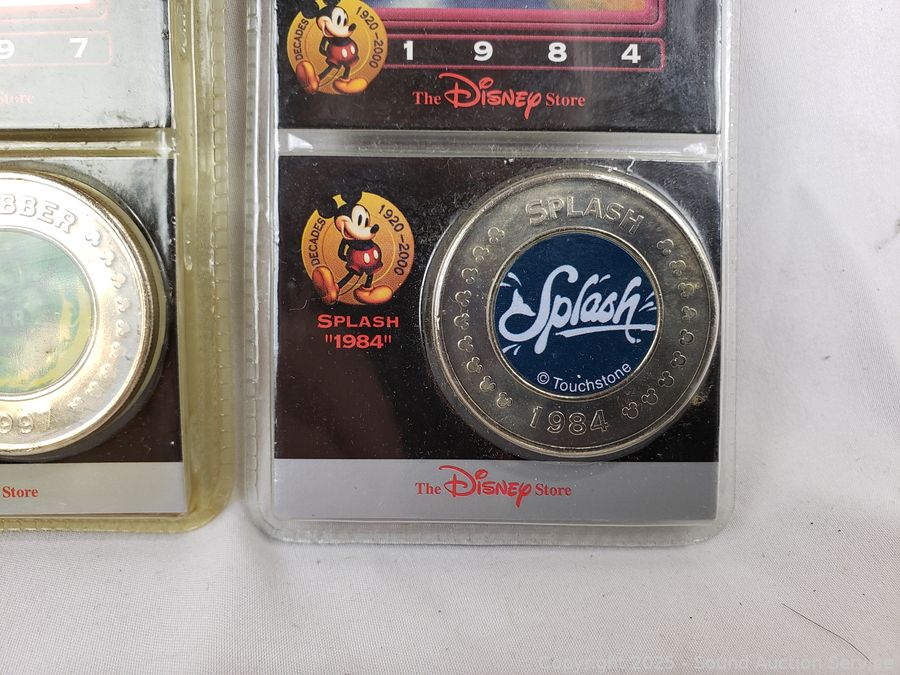 9 7
Store
BBER
997
Store
DECADES 1920-2000
1 9 8 4
The Disney Store
DECADES 1920-2000
SPLASH
"1984"
SPLASH
Splash
© Touchstone
1984
The Disney Store
Copyright 2025 - Sound Auction Service